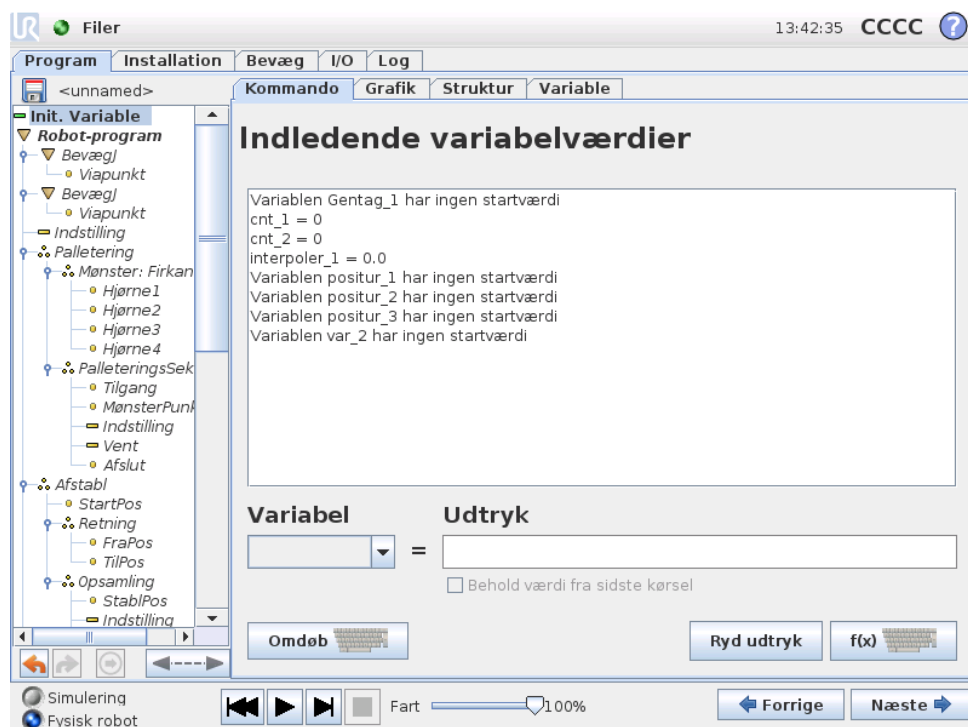 UR Filer 13:42:35 CCCC ?
Program Installation Bevæg I/O Log
<unnamed>
Kommando Grafik Struktur Variable
Init. Variable
Robot-program
BevægJ
Viapunkt
BevægJ
Viapunkt
Indstilling
Palletering
Mønster: Firkan
Hjørne1
Hjørne2
Hjørne3
Hjørne4
PalleteringsSek
Tilgang
MønsterPunk
Indstilling
Vent
Afslut
Afstabl
StartPos
Retning
FraPos
TilPos
Opsamling
StablPos
Indstilling
Indledende variabelværdier
Variablen Gentag_1 har ingen startværdi
cnt_1 = 0
cnt_2 = 0
interpoler_1 = 0.0
Variablen positur_1 har ingen startværdi
Variablen positur_2 har ingen startværdi
Variablen positur_3 har ingen startværdi
Variablen var_2 har ingen startværdi
Variabel Udtryk
=
Behold værdi fra sidste kørsel
Omdøb Ryd udtryk f(x)
Simulering
Fysisk robot
Fart 100%
Forrige Næste